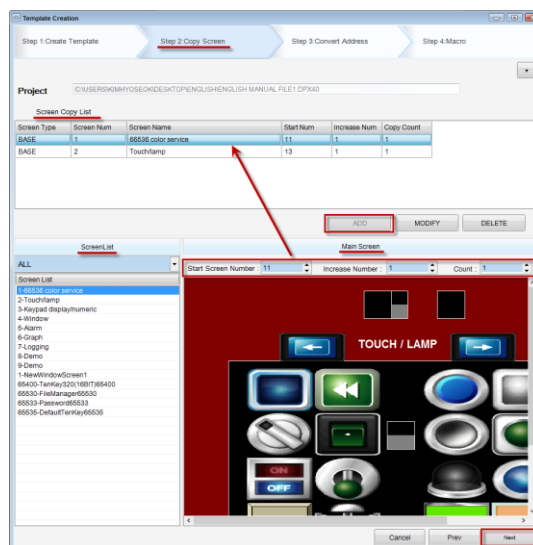 Template Creation
Step 1:Create Template
Step 2:Copy Screen
Step 3:Convert Address
Step 4:Macro
Project C:\USERS\KIMHYOSEOK\DESKTOP\ENGLISH\ENGLISH MANUAL FILE1.DPX40
Screen Copy List
Screen Type Screen Num Screen Name Start Num Increase Num Copy Count
BASE 1 66536 color service 11 1 1
BASE 2 Touch/lamp 13 1 1
ADD MODIFY DELETE
ScreenList
Main Screen
ALL
Start Screen Number : 11 Increase Number : 1 Count : 1
Screen List
1-66536 color service
2-Touch/lamp
3-Keypad display/numeric
4-Window
5-Alarm
6-Graph
7-Logging
8-Demo
9-Demo
1-NewWindowScreen1
65400-TenKey320(16BIT)65400
65530-FileManager65530
65533-Password65533
65535-DefaultTenKey65535
TOUCH / LAMP
ON
OFF
Cancel Prev Next